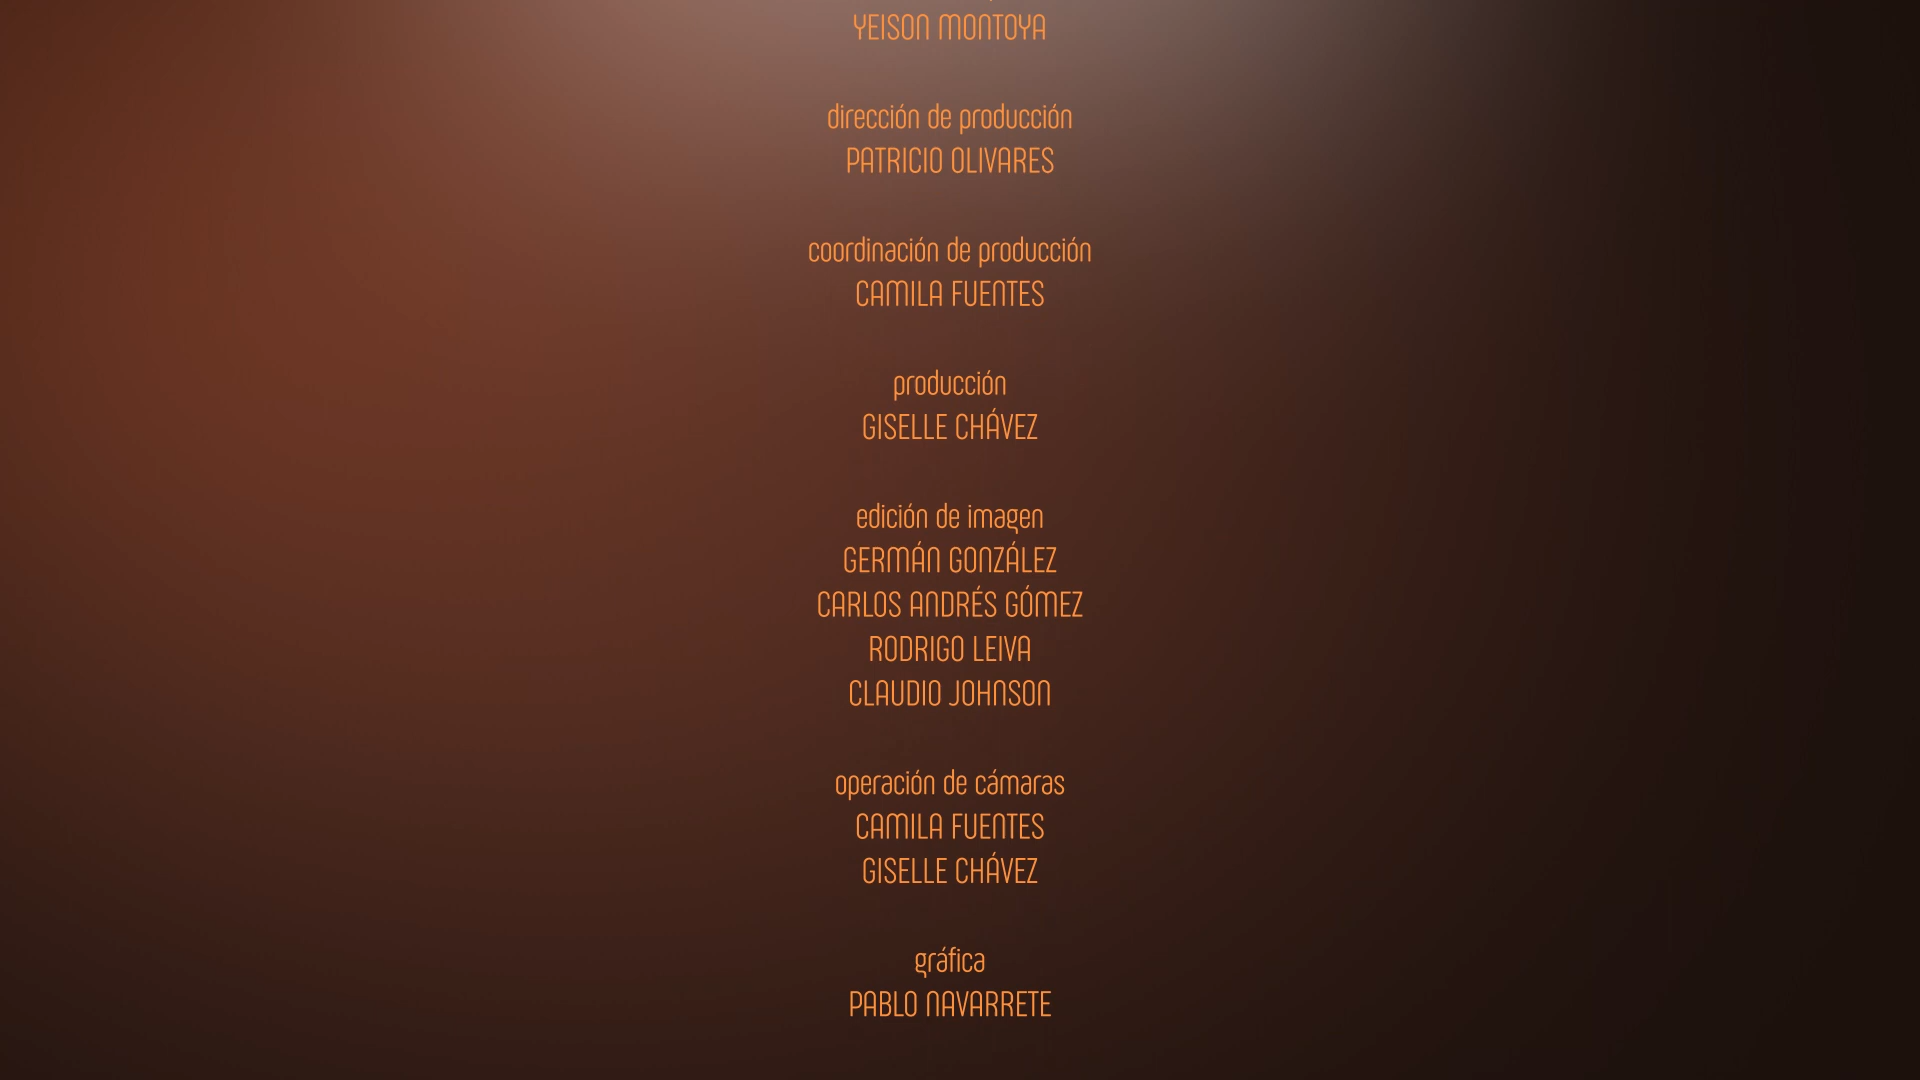 YEISON MONTOYA
dirección de producción
PATRICIO OLIVARES
coordinación de producción
CAMILA FUENTES
producción
GISELLE CHÁVEZ
edición de imagen
GERMÁN GONZÁLEZ
CARLOS ANDRÉS GÓMEZ
RODRIGO LEIVA
CLAUDIO JOHNSON
operación de cámaras
CAMILA FUENTES
GISELLE CHÁVEZ
gráfica
PABLO NAVARRETE